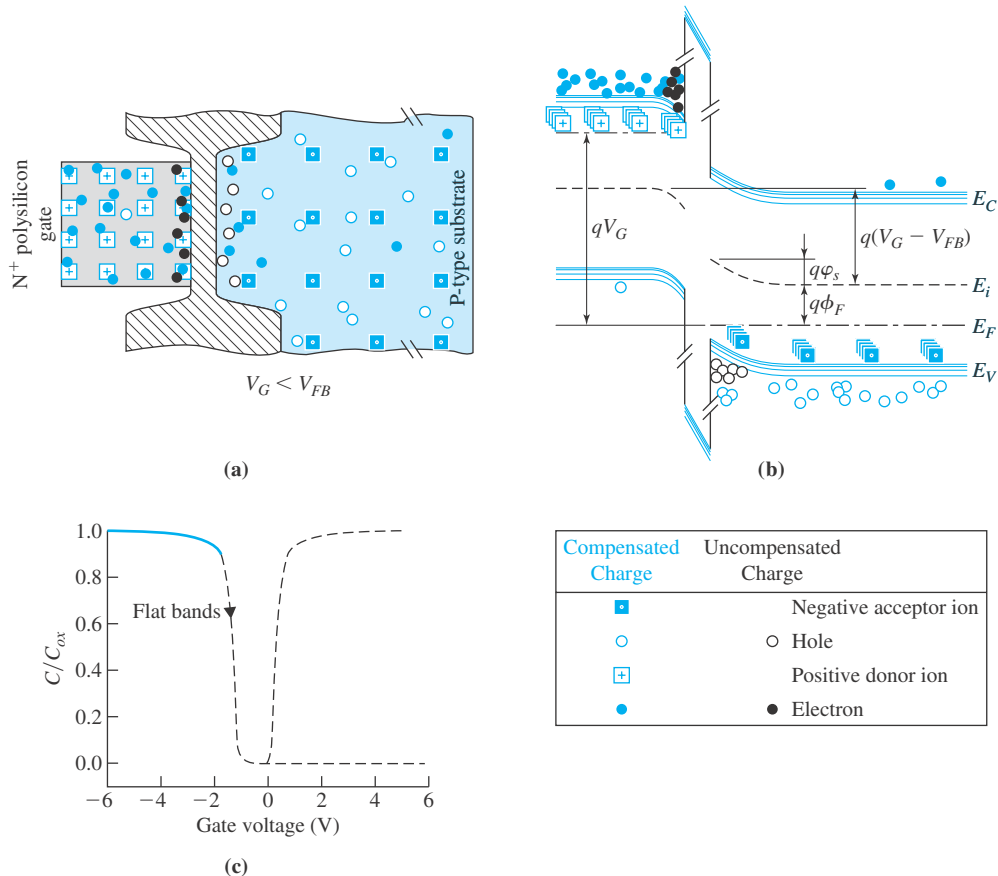 (a)
N⁺ polysilicon
gate
P-type substrate
V_G < V_FB
(b)
qV_G
q(V_G − V_FB)
qφ_s
qϕ_F
E_C
E_i
E_F
E_V
(a)
(b)
C/C_ox
1.0
0.8
0.6
0.4
0.2
0.0
Flat bands
−6 −4 −2 0 2 4 6
Gate voltage (V)
(c)
Compensated Uncompensated
Charge Charge
Negative acceptor ion
Hole
Positive donor ion
Electron